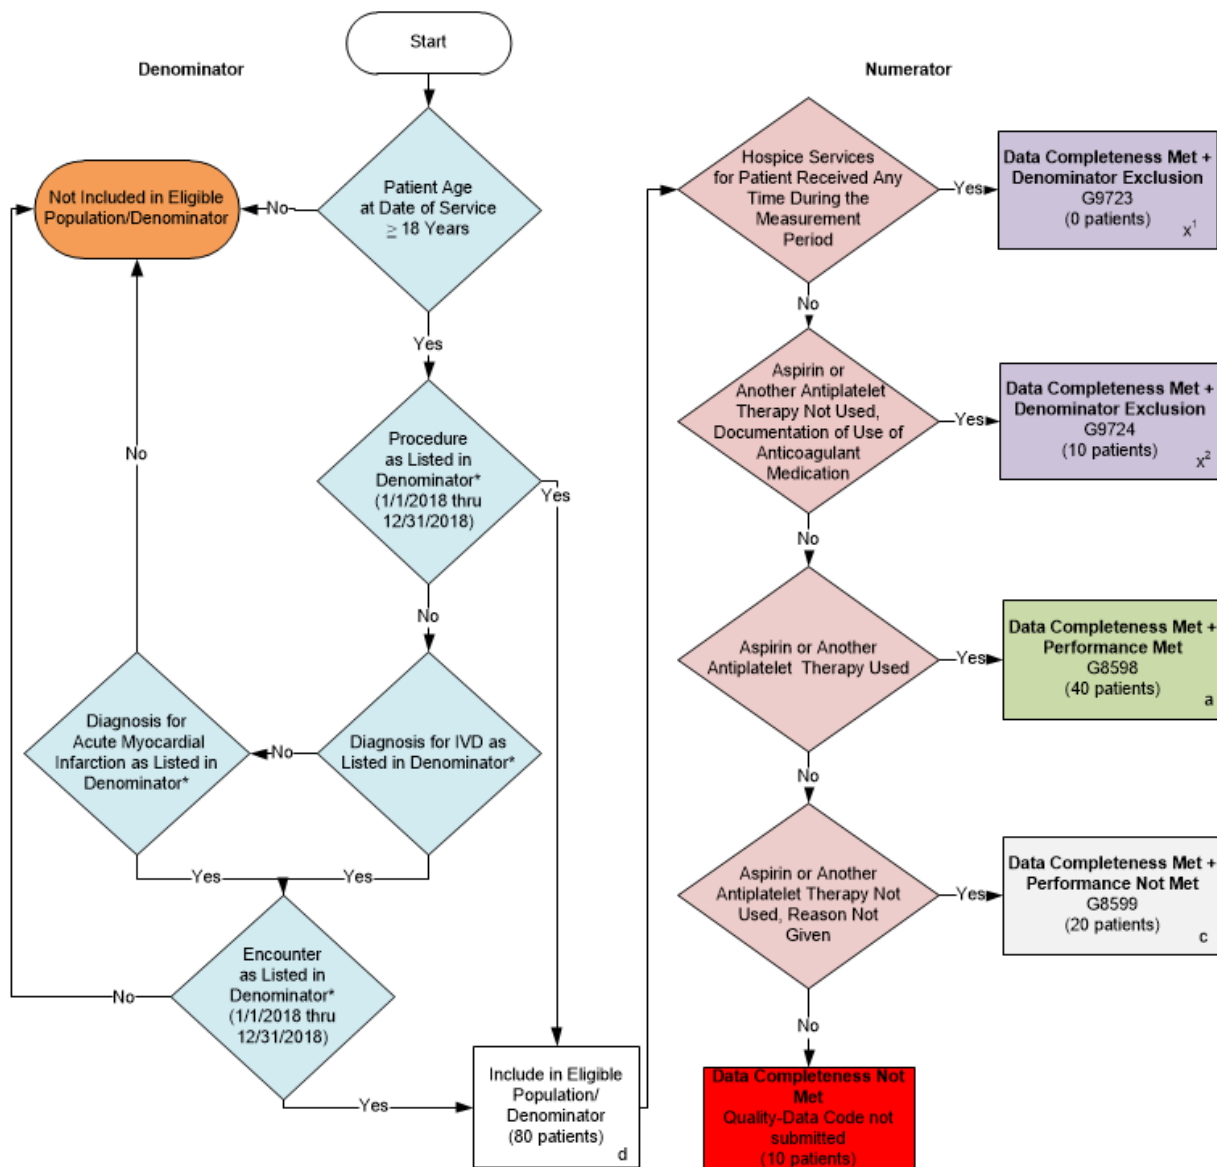 Start
Denominator
Numerator
Patient Age
at Date of Service
≥ 18 Years
No
Not Included in Eligible
Population/Denominator
Yes
Procedure
as Listed in
Denominator*
(1/1/2018 thru
12/31/2018)
Yes
No
Diagnosis for IVD as
Listed in Denominator*
No
Diagnosis for
Acute Myocardial
Infarction as Listed in
Denominator*
No
Yes
Yes
Encounter
as Listed in
Denominator*
(1/1/2018 thru
12/31/2018)
No
Yes
Include in Eligible
Population/
Denominator
(80 patients)
d
Hospice Services
for Patient Received Any
Time During the
Measurement
Period
Yes
Data Completeness Met +
Denominator Exclusion
G9723
(0 patients)
x¹
No
Aspirin or
Another Antiplatelet
Therapy Not Used,
Documentation of Use of
Anticoagulant
Medication
Yes
Data Completeness Met +
Denominator Exclusion
G9724
(10 patients)
x²
No
Aspirin or Another
Antiplatelet Therapy Used
Yes
Data Completeness Met +
Performance Met
G8598
(40 patients)
a
No
Aspirin or Another
Antiplatelet Therapy Not
Used, Reason Not
Given
Yes
Data Completeness Met +
Performance Not Met
G8599
(20 patients)
c
No
Data Completeness Not
Met
Quality-Data Code not
submitted
(10 patients)